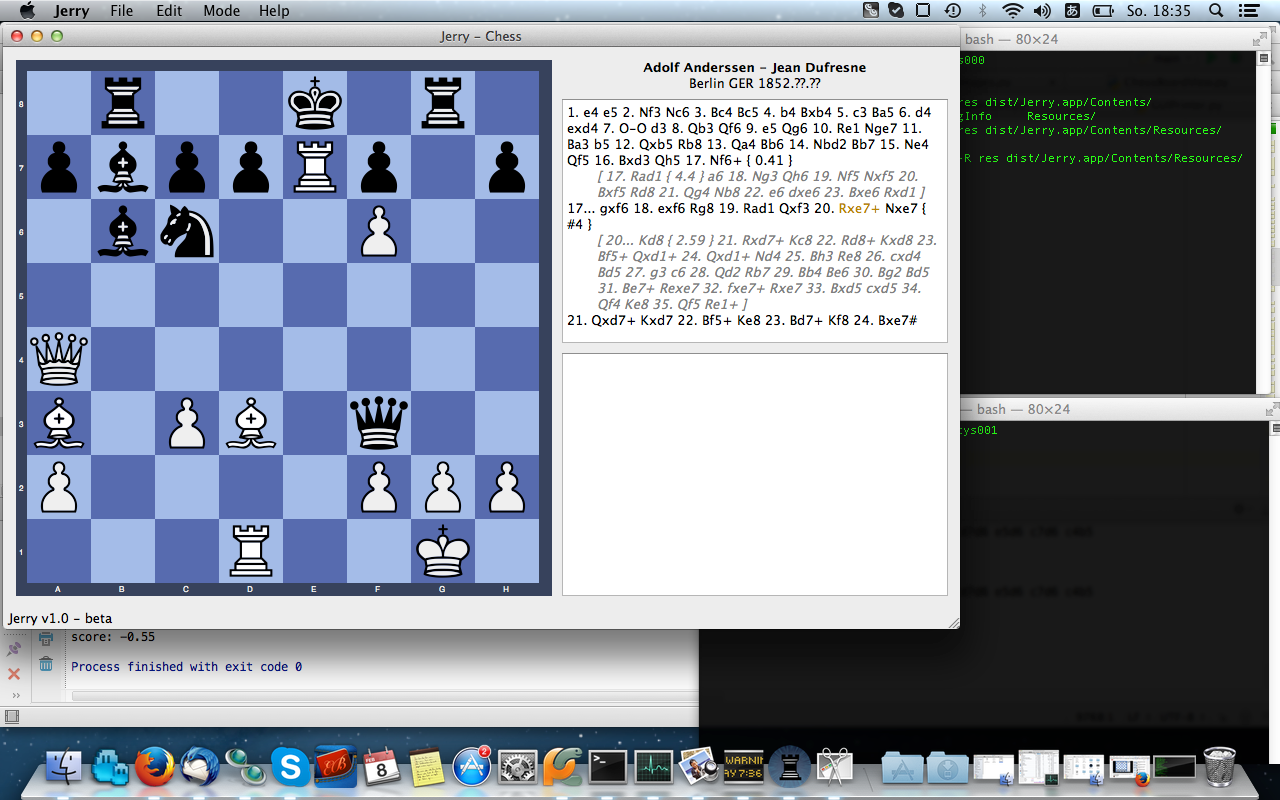 Jerry File Edit Mode Help
So. 18:35
Jerry - Chess
bash — 80×24
Adolf Anderssen - Jean Dufresne
Berlin GER 1852.??.??
1. e4 e5 2. Nf3 Nc6 3. Bc4 Bc5 4. b4 Bxb4 5. c3 Ba5 6. d4
exd4 7. O-O d3 8. Qb3 Qf6 9. e5 Qg6 10. Re1 Nge7 11.
Ba3 b5 12. Qxb5 Rb8 13. Qa4 Bb6 14. Nbd2 Bb7 15. Ne4
Qf5 16. Bxd3 Qh5 17. Nf6+ { 0.41 }
[ 17. Rad1 { 4.4 } a6 18. Ng3 Qh6 19. Nf5 Nxf5 20.
Bxf5 Rd8 21. Qg4 Nb8 22. e6 dxe6 23. Bxe6 Rxd1 ]
17... gxf6 18. exf6 Rg8 19. Rad1 Qxf3 20. Rxe7+ Nxe7 {
#4 }
[ 20... Kd8 { 2.59 } 21. Rxd7+ Kc8 22. Rd8+ Kxd8 23.
Bf5+ Qxd1+ 24. Qxd1+ Nd4 25. Bh3 Re8 26. cxd4
Bd5 27. g3 c6 28. Qd2 Rb7 29. Bb4 Be6 30. Bg2 Bd5
31. Be7+ Rexe7 32. fxe7+ Rxe7 33. Bxd5 cxd5 34.
Qf4 Ke8 35. Qf5 Re1+ ]
21. Qxd7+ Kxd7 22. Bf5+ Ke8 23. Bd7+ Kf8 24. Bxe7#
8
7
6
5
4
3
2
1
A B C D E F G H
Jerry v1.0 - beta
res dist/Jerry.app/Contents/
Resources/
res dist/Jerry.app/Contents/Resources/
-R res dist/Jerry.app/Contents/Resources/
bash — 80×24
score: -0.55
Process finished with exit code 0
FEB
8
2
WARNIN
AY 7:36